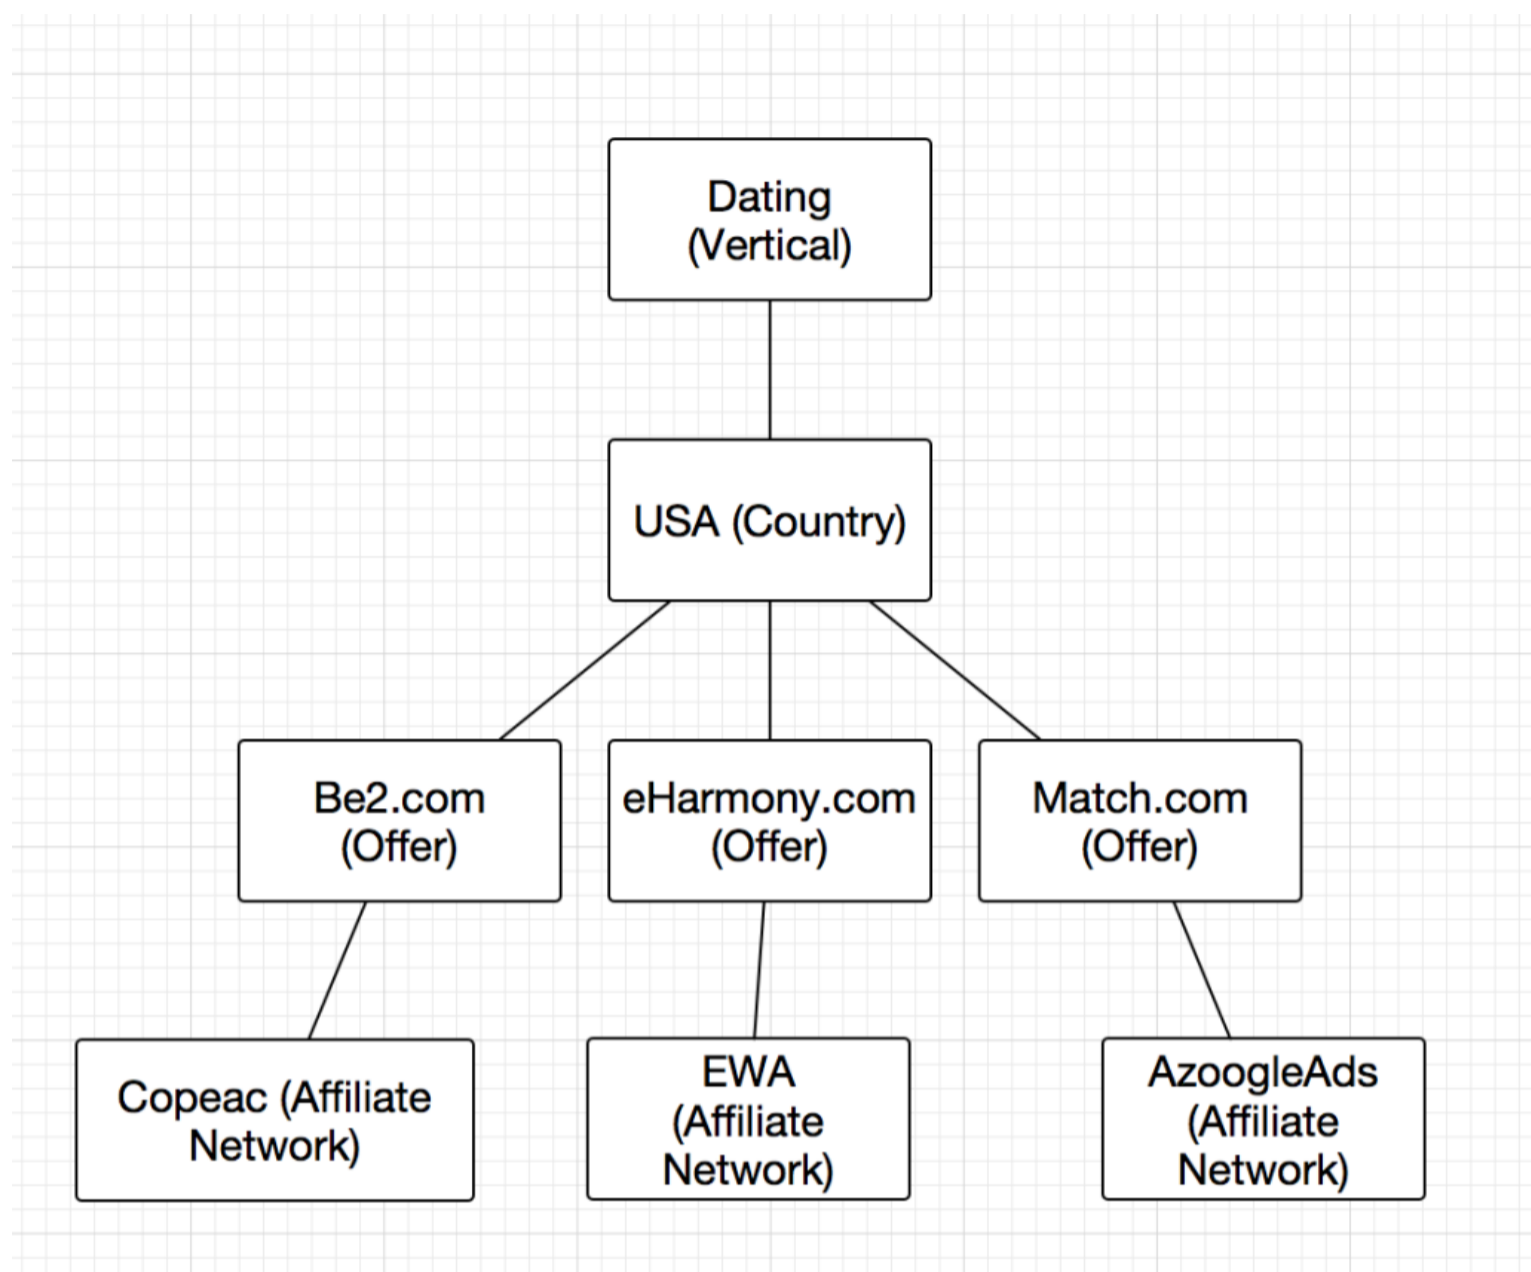 Dating
(Vertical)
USA (Country)
Be2.com
(Offer)
eHarmony.com
(Offer)
Match.com
(Offer)
Copeac (Affiliate
Network)
EWA
(Affiliate
Network)
AzoogleAds
(Affiliate
Network)